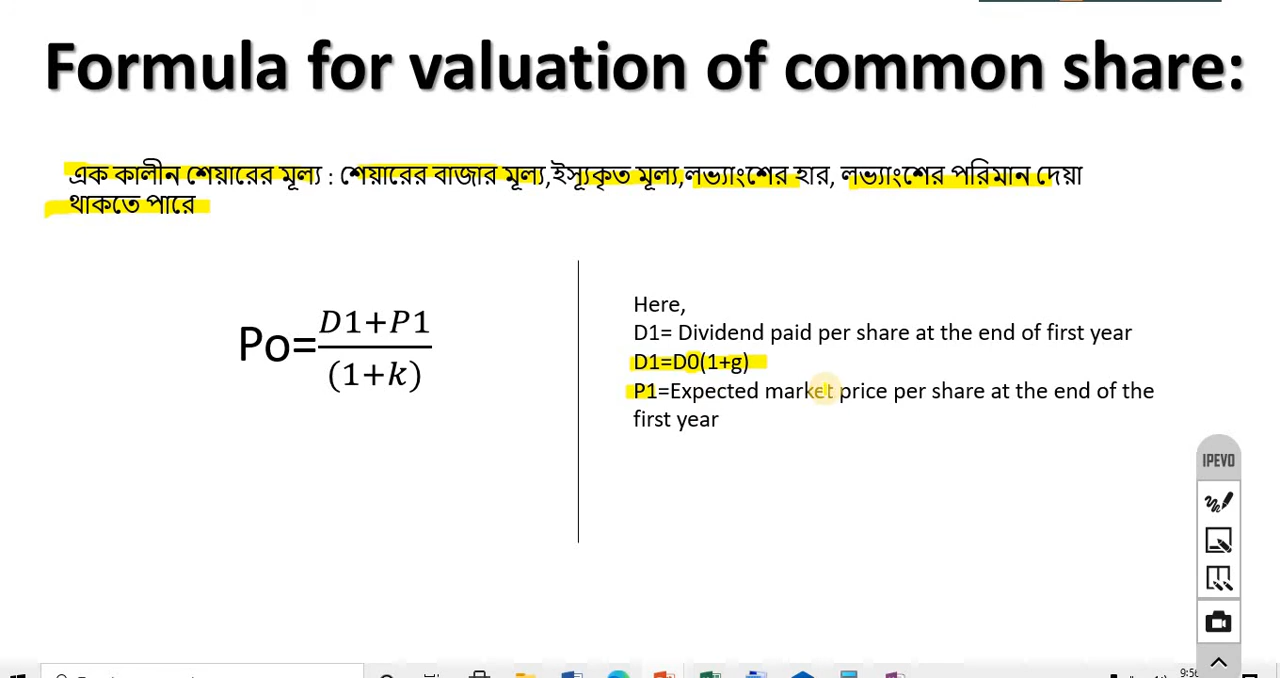 Formula for valuation of common share:
এক কালীন শেয়ারের মূল্য : শেয়ারের বাজার মূল্য,ইস্যূকৃত মূল্য,লভ্যাংশের হার, লভ্যাংশের পরিমান দেয়া
থাকতে পারে
Po=\frac{D1+P1}{(1+k)}
Here,
D1= Dividend paid per share at the end of first year
D1=D0(1+g)
P1=Expected market price per share at the end of the
first year
IPEVO